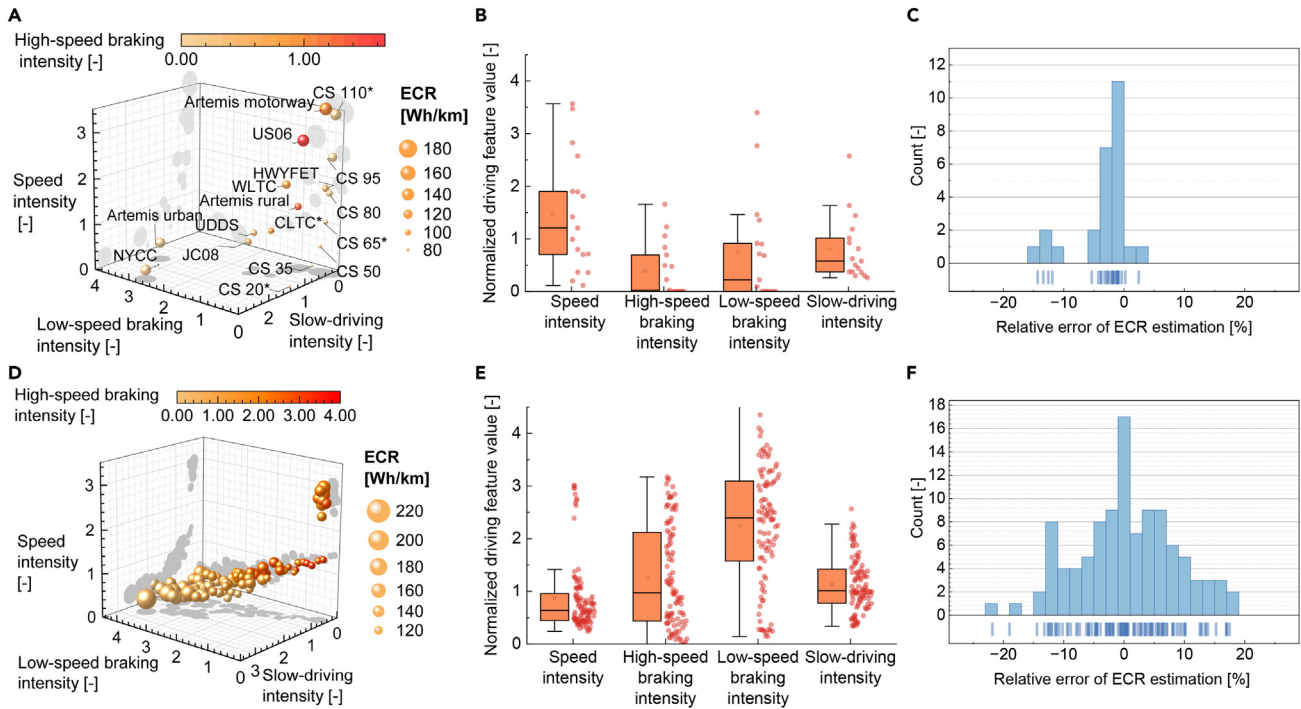 A
High-speed braking
intensity [-]
0.00
1.00
ECR
[Wh/km]
180
160
140
120
100
80
Speed
intensity
[-]
3
2
1
0
CS 110*
Artemis motorway
US06
HWYFET
CS 95
WLTC
Artemis rural
CS 80
Artemis urban
UDDS
CLTC*
CS 65*
NYCC
JC08
CS 35
CS 50
CS 20*
4
3
2
1
0
2
1
0
Low-speed braking
intensity [-]
Slow-driving
intensity [-]
B
Normalized driving feature value [-]
4
3
2
1
0
Speed
intensity
High-speed
braking
intensity
Low-speed
braking
intensity
Slow-driving
intensity
C
Count [-]
12
10
8
6
4
2
0
−20
−10
0
10
20
Relative error of ECR estimation [%]
D
High-speed braking
intensity [-]
0.00 1.00 2.00 3.00 4.00
ECR
[Wh/km]
220
200
180
160
140
120
Speed
intensity
[-]
3
2
1
0
4
3
2
1
0
3
2
1
0
Low-speed braking
intensity [-]
Slow-driving
intensity [-]
E
Normalized driving feature value [-]
4
3
2
1
0
Speed
intensity
High-speed
braking
intensity
Low-speed
braking
intensity
Slow-driving
intensity
F
Count [-]
18
16
14
12
10
8
6
4
2
0
−20
−10
0
10
20
Relative error of ECR estimation [%]